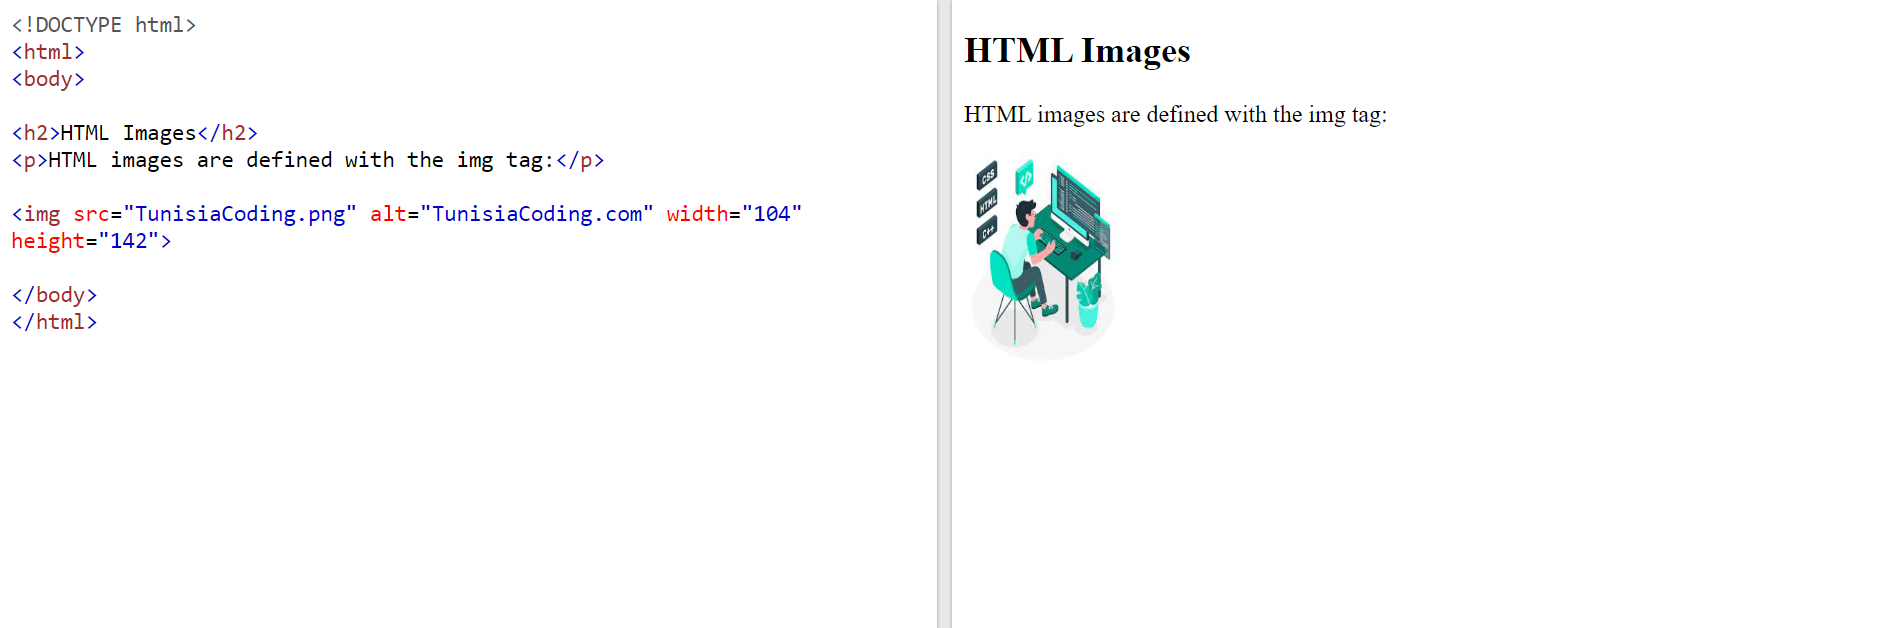 <!DOCTYPE html>
<html>
<body>
<h2>HTML Images</h2>
<p>HTML images are defined with the img tag:</p>
<img src="TunisiaCoding.png" alt="TunisiaCoding.com" width="104"
height="142">
</body>
</html>
HTML Images
HTML images are defined with the img tag:
CSS
</>
HTML
C++